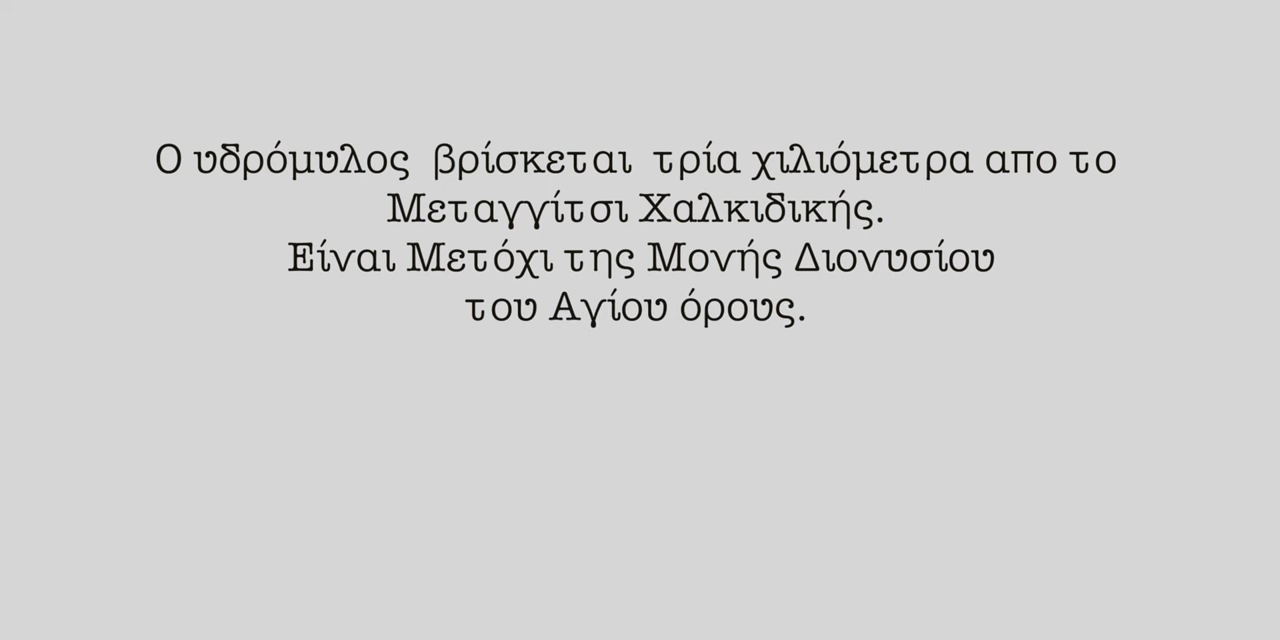 Ο υδρόμυλος βρίσκεται τρία χιλιόμετρα απο το
Μεταγγίτσι Χαλκιδικής.
Είναι Μετόχι της Μονής Διονυσίου
του Αγίου όρους.